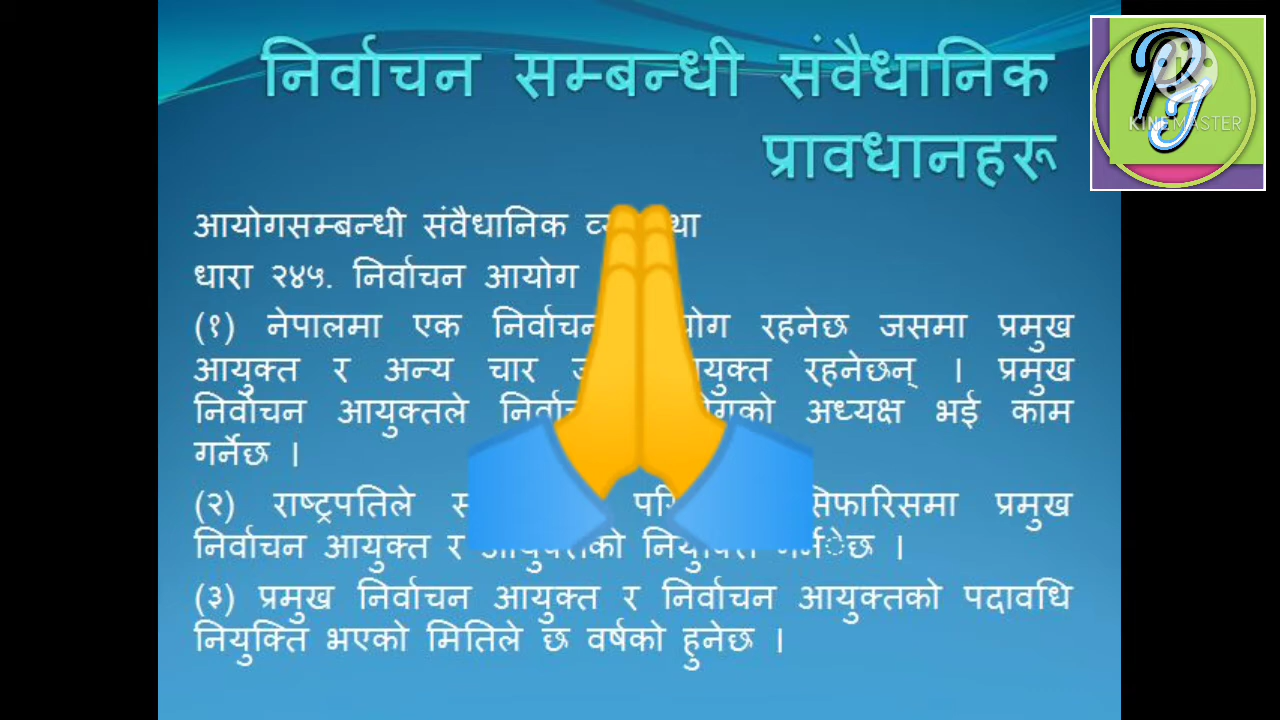 निर्वाचन सम्बन्धी संवैधानिक
प्रावधानहरू
KINEMASTER
आयोगसम्बन्धी संवैधानिक
धारा २४५. निर्वाचन आयोग
(१) नेपालमा एक निर्वाचन रहनेछ जसमा प्रमुख
आयुक्त र अन्य चार रहनेछन् । प्रमुख
निर्वाचन आयुक्तले अध्यक्ष भई काम
गर्नेछ ।
(२) राष्ट्रपतिले सिफारिसमा प्रमुख
निर्वाचन आयुक्त र नियुक्ति गर्नेछ ।
(३) प्रमुख निर्वाचन आयुक्त र निर्वाचन आयुक्तको पदावधि
नियुक्ति भएको मितिले छ वर्षको हुनेछ ।